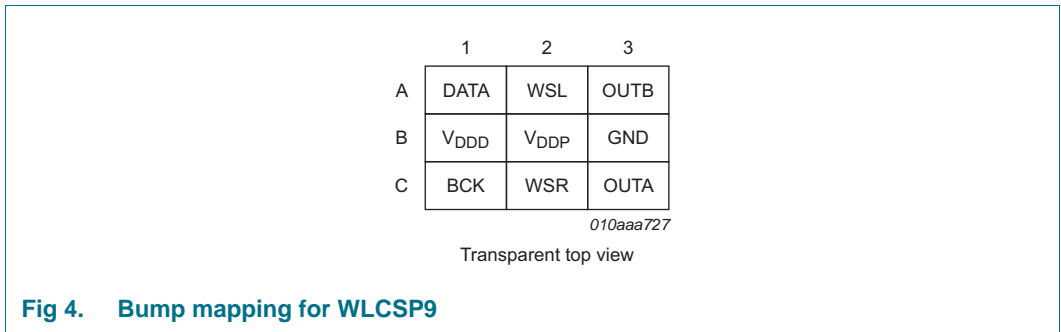 1 2 3
A DATA WSL OUTB
B VDDD VDDP GND
C BCK WSR OUTA
010aaa727
Transparent top view
Fig 4. Bump mapping for WLCSP9